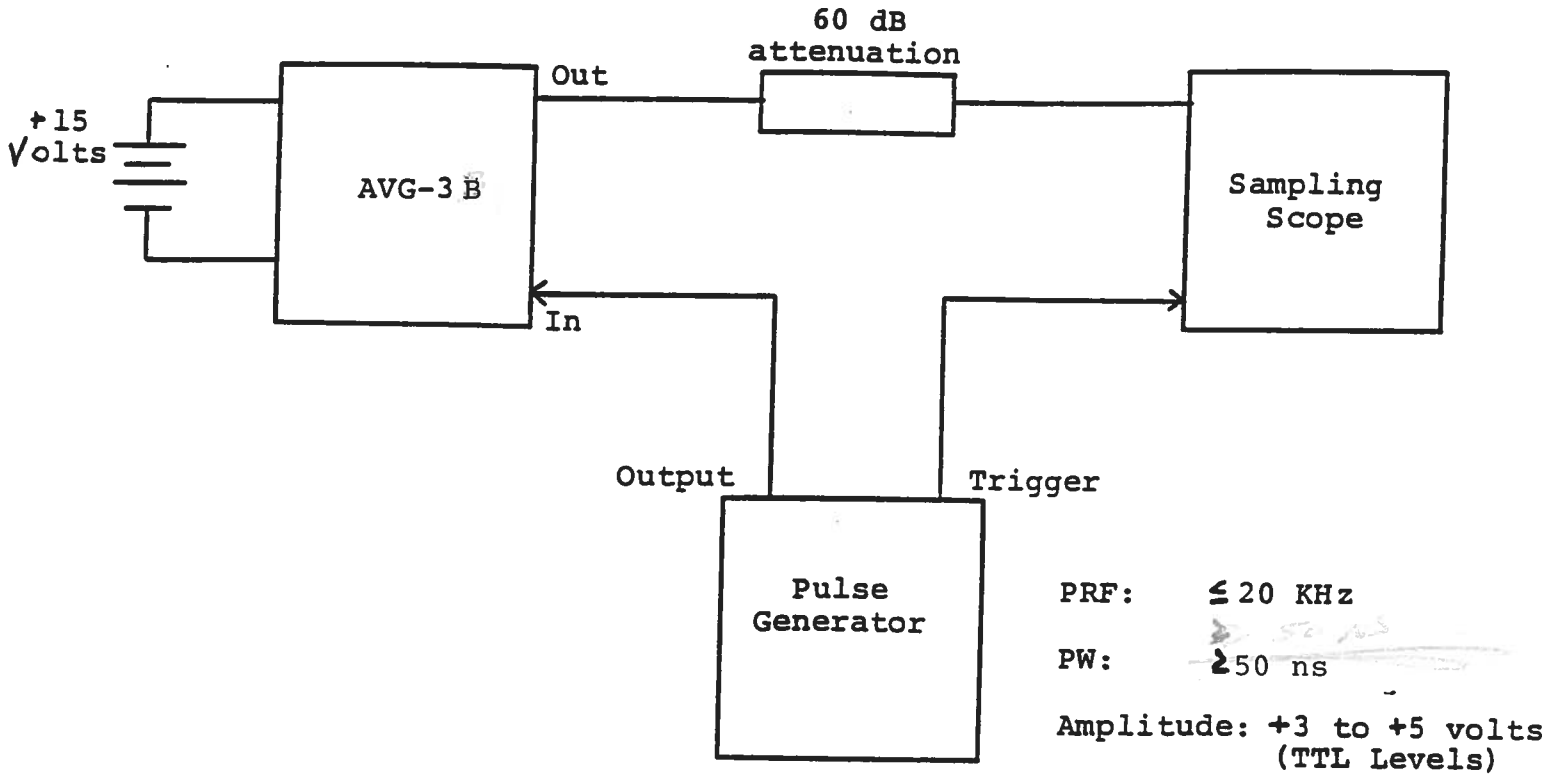 60 dB
attenuation
Out
+15
Volts
AVG-3B
Sampling
Scope
In
Output
Trigger
Pulse
Generator
PRF: ≤20 KHz
PW: ≥50 ns
Amplitude: +3 to +5 volts
(TTL Levels)